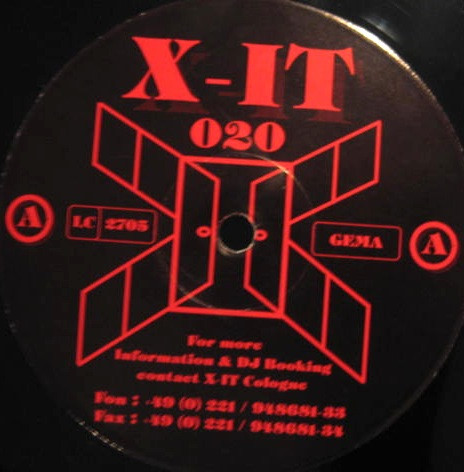 X-IT
020
A
LC 2705
GEMA
A
For more
Information & DJ Booking
contact X-IT Cologne
Fon : -49 (0) 221 / 948681-33
Fax : -49 (0) 221 / 948681-34